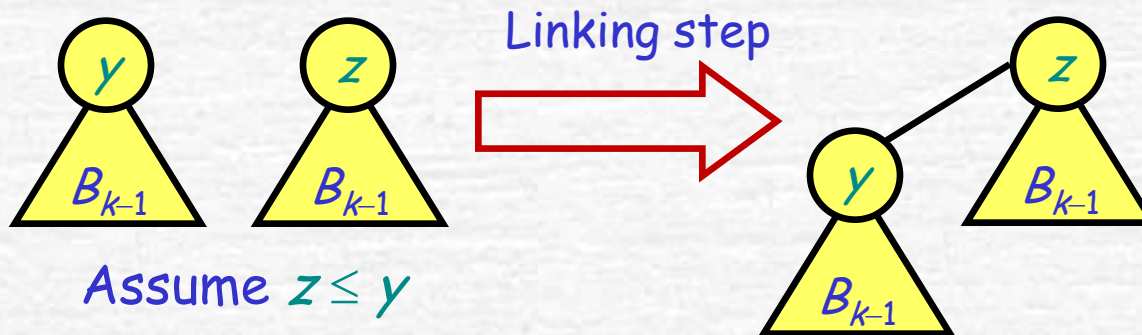 Linking step
y
z
z
B_{k–1}
B_{k–1}
y
B_{k–1}
Assume z ≤ y
B_{k–1}